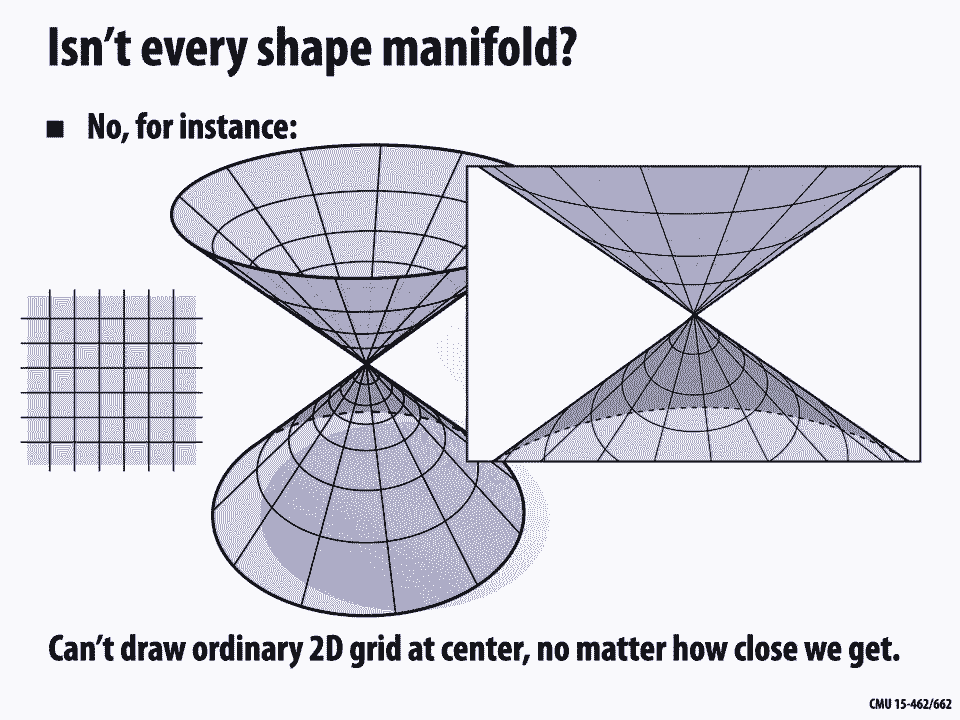 Isn't every shape manifold?
■ No, for instance:
Can't draw ordinary 2D grid at center, no matter how close we get.
CMU 15-462/662